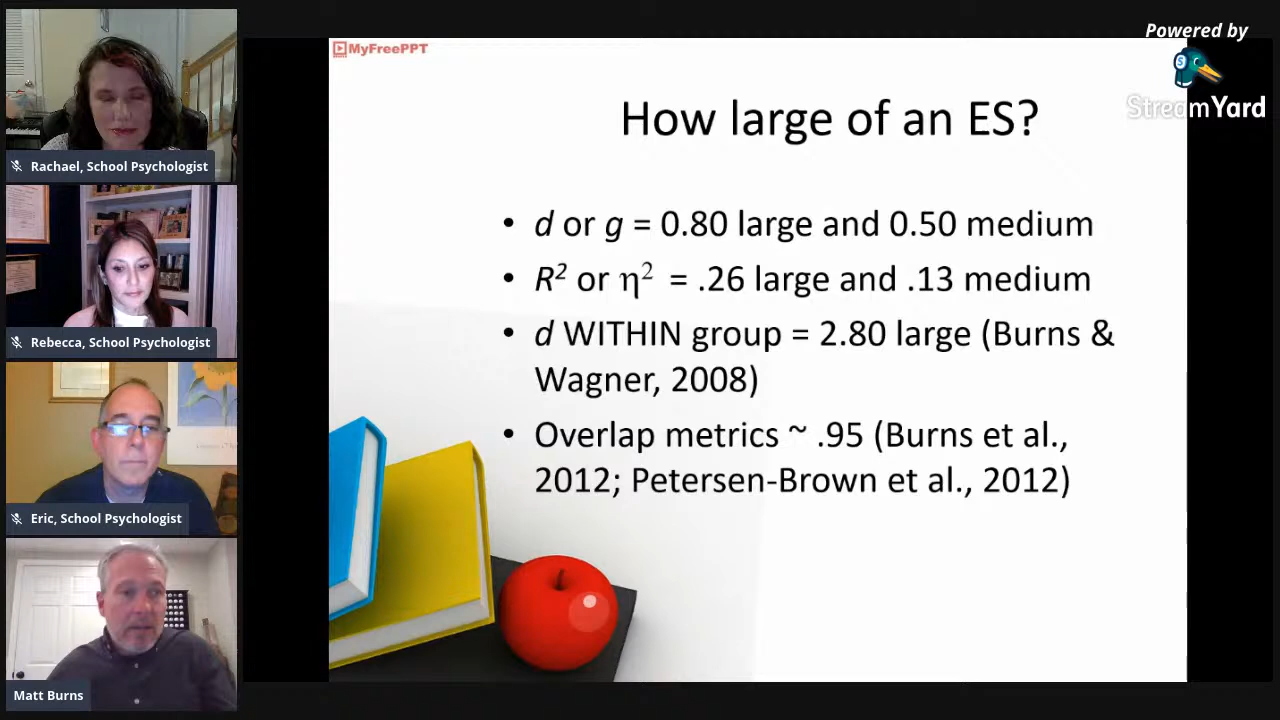 MyFreePPT
Powered by
StreamYard
How large of an ES?
• d or g = 0.80 large and 0.50 medium
• R² or η² = .26 large and .13 medium
• d WITHIN group = 2.80 large (Burns &
Wagner, 2008)
• Overlap metrics ~ .95 (Burns et al.,
2012; Petersen-Brown et al., 2012)
Rachael, School Psychologist
Rebecca, School Psychologist
Eric, School Psychologist
Matt Burns